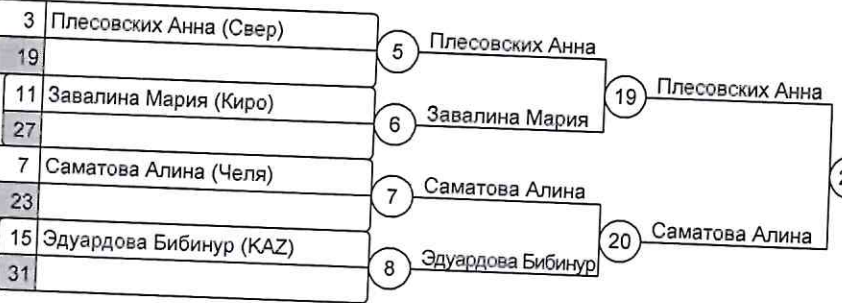 3 Плесовских Анна (Свер)
19
5 Плесовских Анна
11 Завалина Мария (Киро)
27
6 Завалина Мария
19 Плесовских Анна
7 Саматова Алина (Челя)
23
7 Саматова Алина
15 Эдуардова Бибинур (KAZ)
31
8 Эдуардова Бибинур
20 Саматова Алина